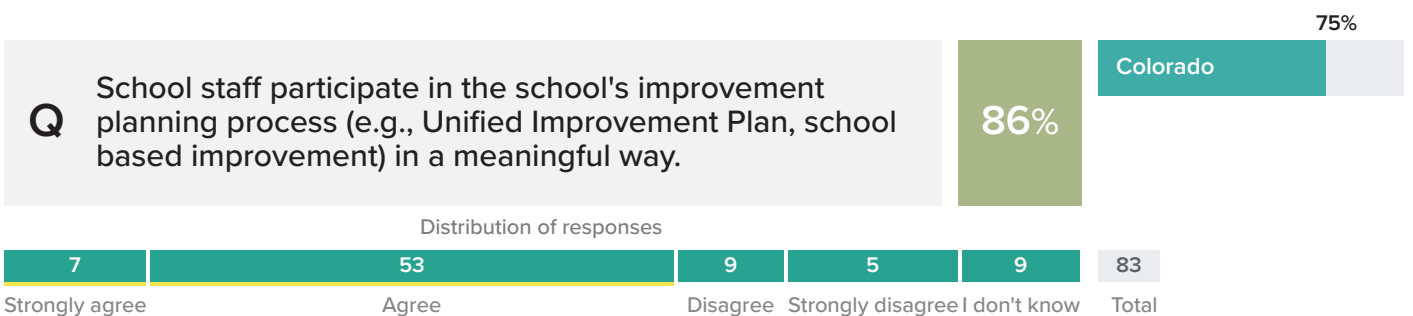 75%
Q
School staff participate in the school's improvement
planning process (e.g., Unified Improvement Plan, school
based improvement) in a meaningful way.
86%
Colorado
Distribution of responses
7 53 9 5 9 83
Strongly agree Agree Disagree Strongly disagree I don't know Total